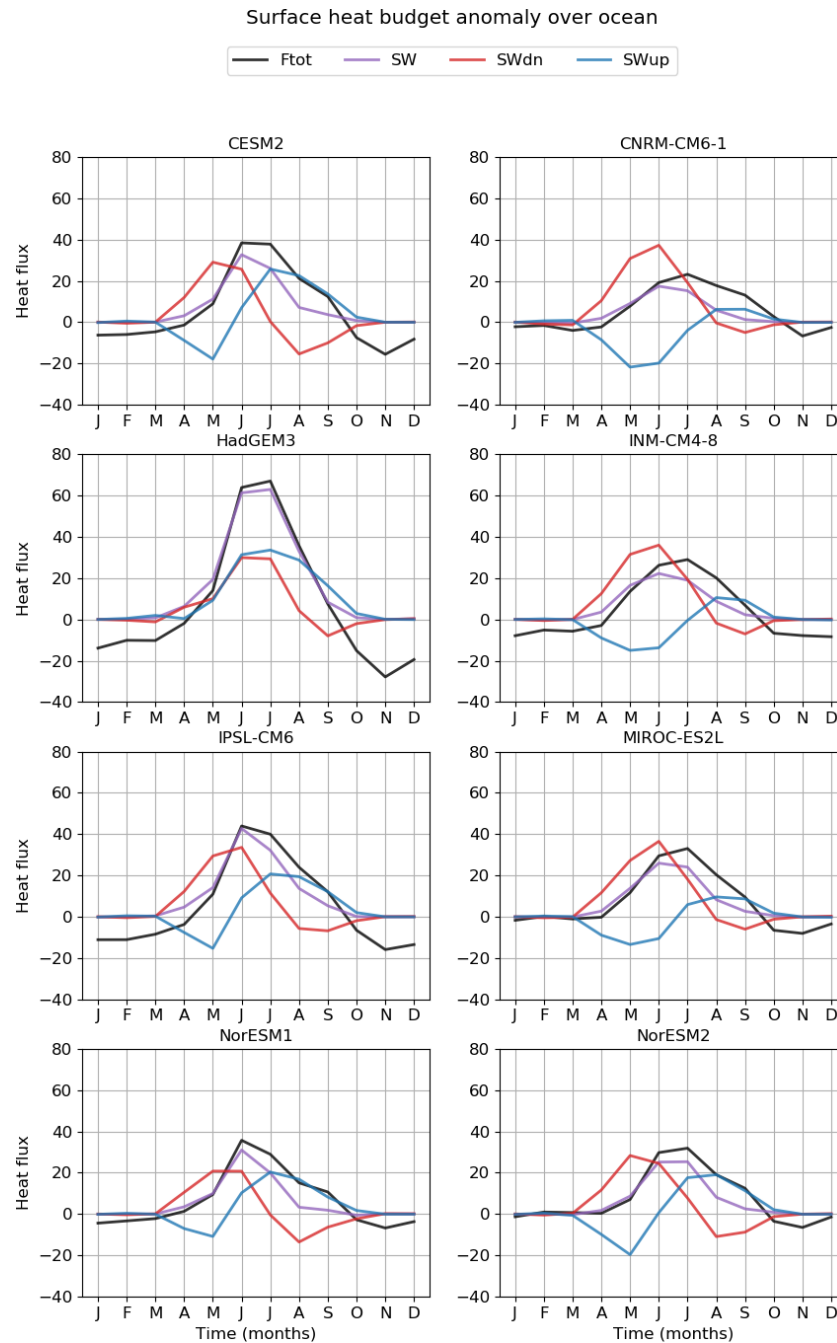 Surface heat budget anomaly over ocean
Ftot SW SWdn SWup
CESM2 CNRM-CM6-1
80 80
60 60
40 40
20 20
0 0
−20 −20
−40 −40
Heat flux
J F M A M J J A S O N D J F M A M J J A S O N D
HadGEM3 INM-CM4-8
80 80
60 60
40 40
20 20
0 0
−20 −20
−40 −40
Heat flux
J F M A M J J A S O N D J F M A M J J A S O N D
IPSL-CM6 MIROC-ES2L
80 80
60 60
40 40
20 20
0 0
−20 −20
−40 −40
Heat flux
J F M A M J J A S O N D J F M A M J J A S O N D
NorESM1 NorESM2
80 80
60 60
40 40
20 20
0 0
−20 −20
−40 −40
Heat flux
J F M A M J J A S O N D J F M A M J J A S O N D
Time (months) Time (months)